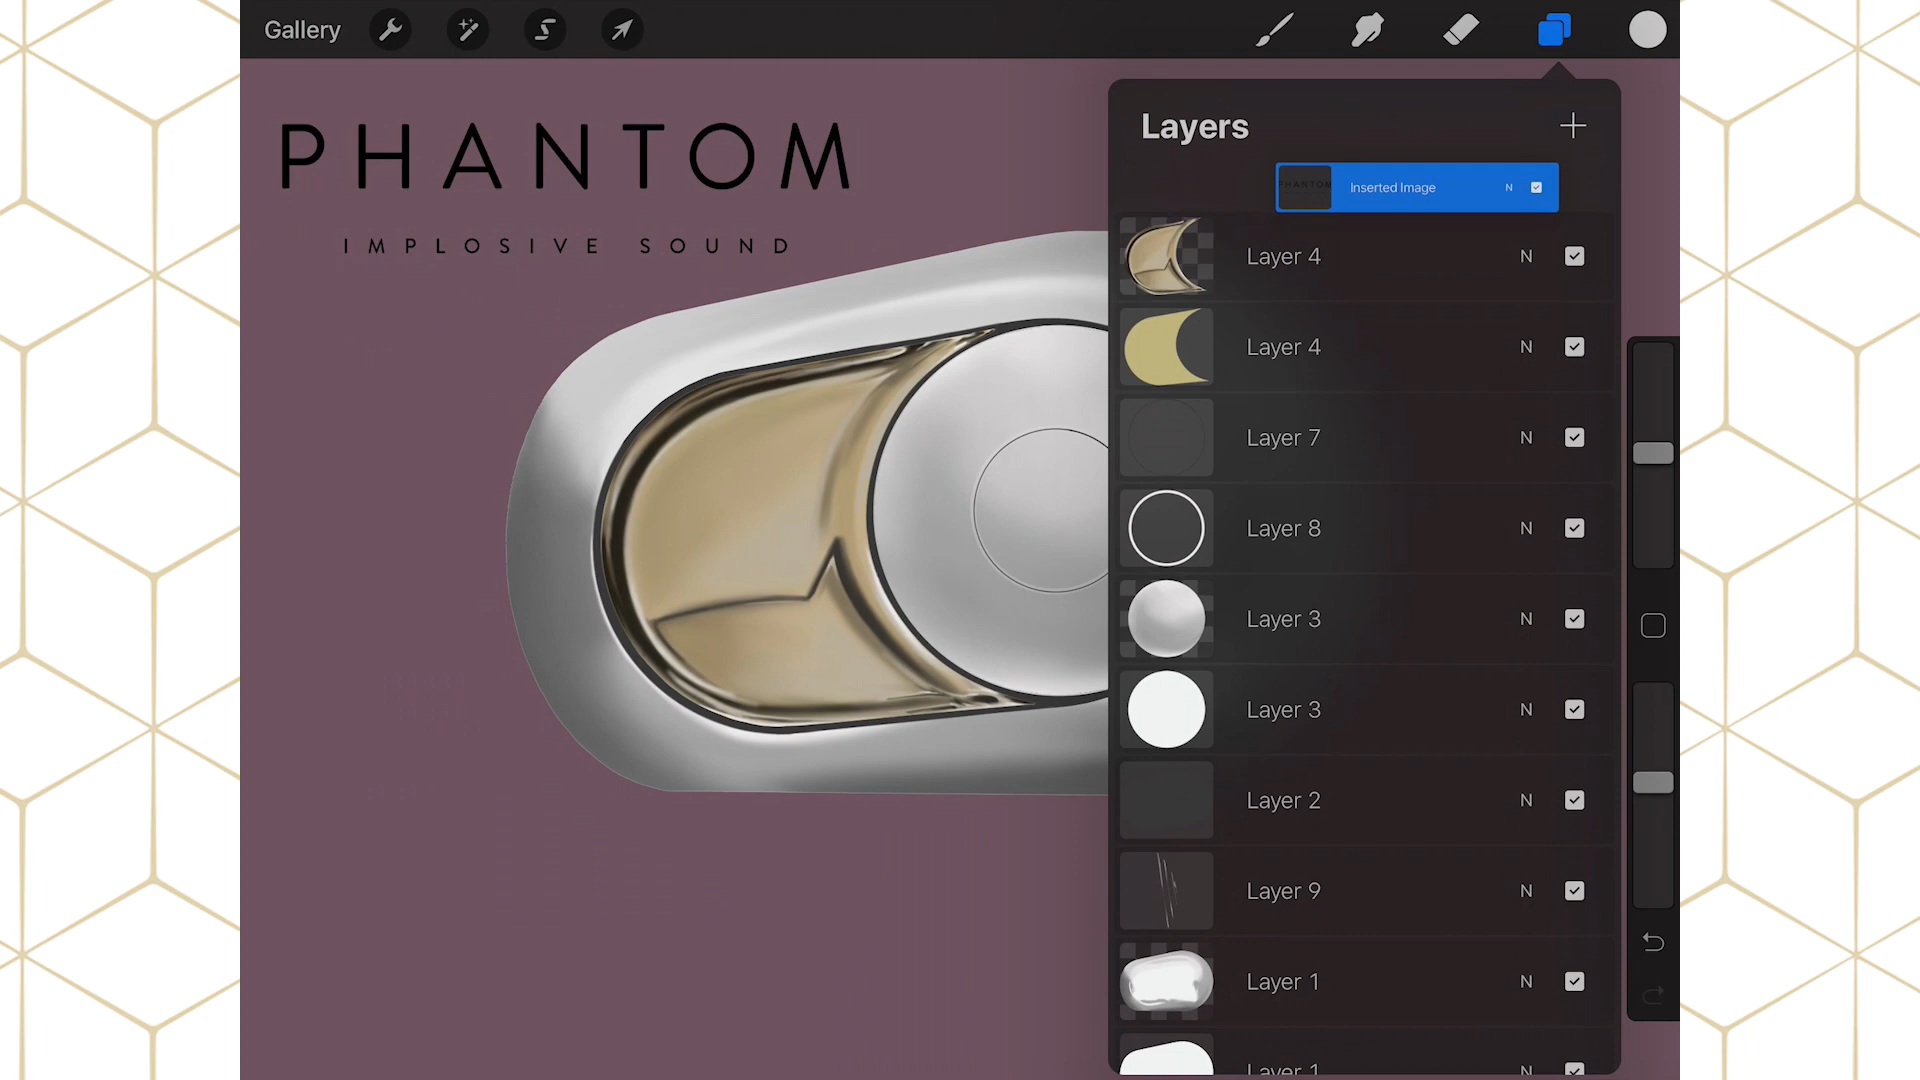 Gallery
PHANTOM
IMPLOSIVE SOUND
Layers
PHANTOM Inserted Image N
Layer 4 N
Layer 4 N
Layer 7 N
Layer 8 N
Layer 3 N
Layer 3 N
Layer 2 N
Layer 9 N
Layer 1 N
Layer 1 N